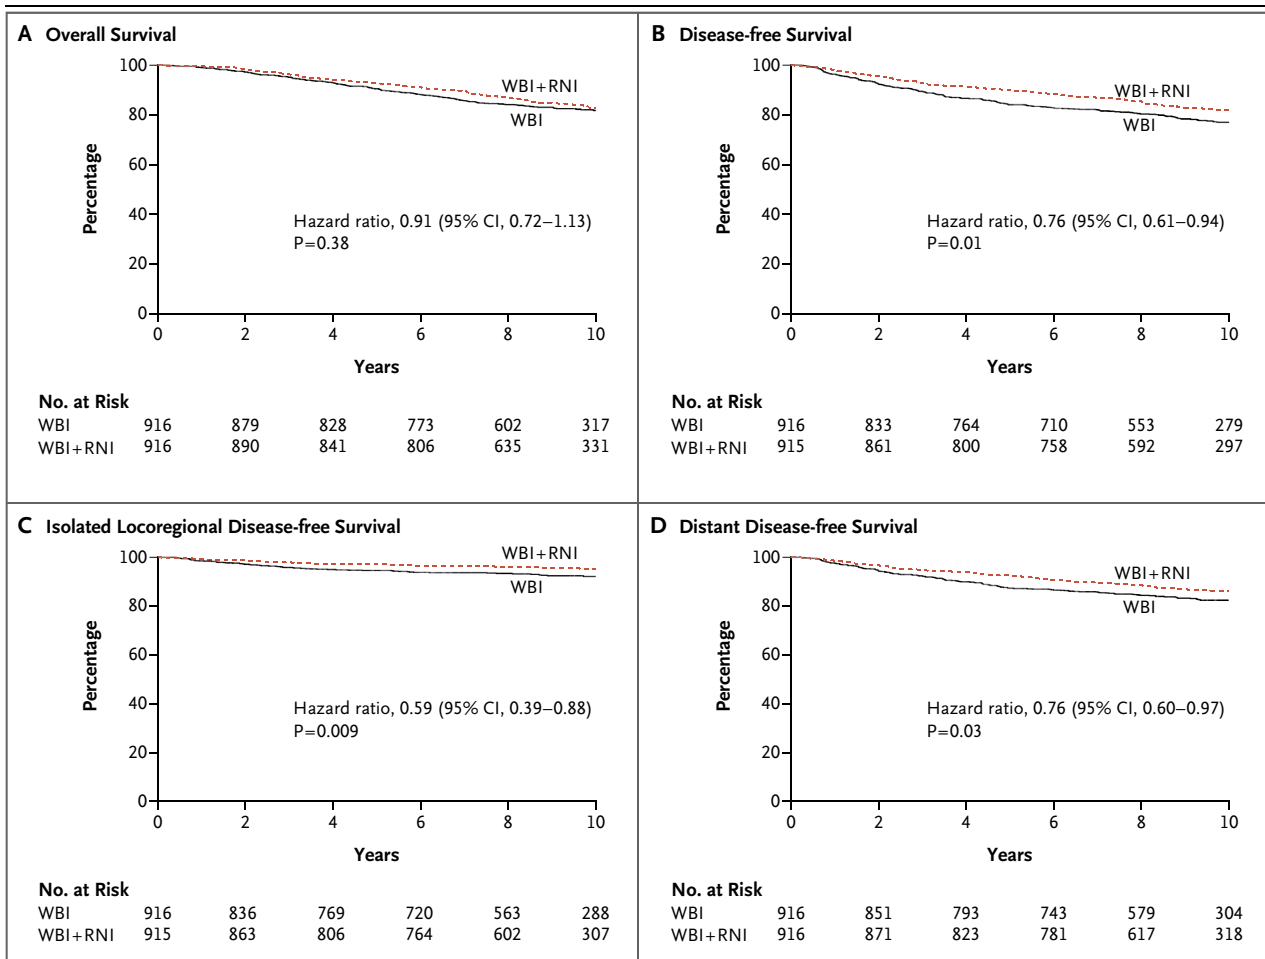 A Overall Survival
100
80
60
40
20
0
Percentage
WBI+RNI
WBI
Hazard ratio, 0.91 (95% CI, 0.72–1.13)
P=0.38
0 2 4 6 8 10
Years
No. at Risk
WBI 916 879 828 773 602 317
WBI+RNI 916 890 841 806 635 331
B Disease-free Survival
100
80
60
40
20
0
Percentage
WBI+RNI
WBI
Hazard ratio, 0.76 (95% CI, 0.61–0.94)
P=0.01
0 2 4 6 8 10
Years
No. at Risk
WBI 916 833 764 710 553 279
WBI+RNI 915 861 800 758 592 297
C Isolated Locoregional Disease-free Survival
100
80
60
40
20
0
Percentage
WBI+RNI
WBI
Hazard ratio, 0.59 (95% CI, 0.39–0.88)
P=0.009
0 2 4 6 8 10
Years
No. at Risk
WBI 916 836 769 720 563 288
WBI+RNI 915 863 806 764 602 307
D Distant Disease-free Survival
100
80
60
40
20
0
Percentage
WBI+RNI
WBI
Hazard ratio, 0.76 (95% CI, 0.60–0.97)
P=0.03
0 2 4 6 8 10
Years
No. at Risk
WBI 916 851 793 743 579 304
WBI+RNI 916 871 823 781 617 318